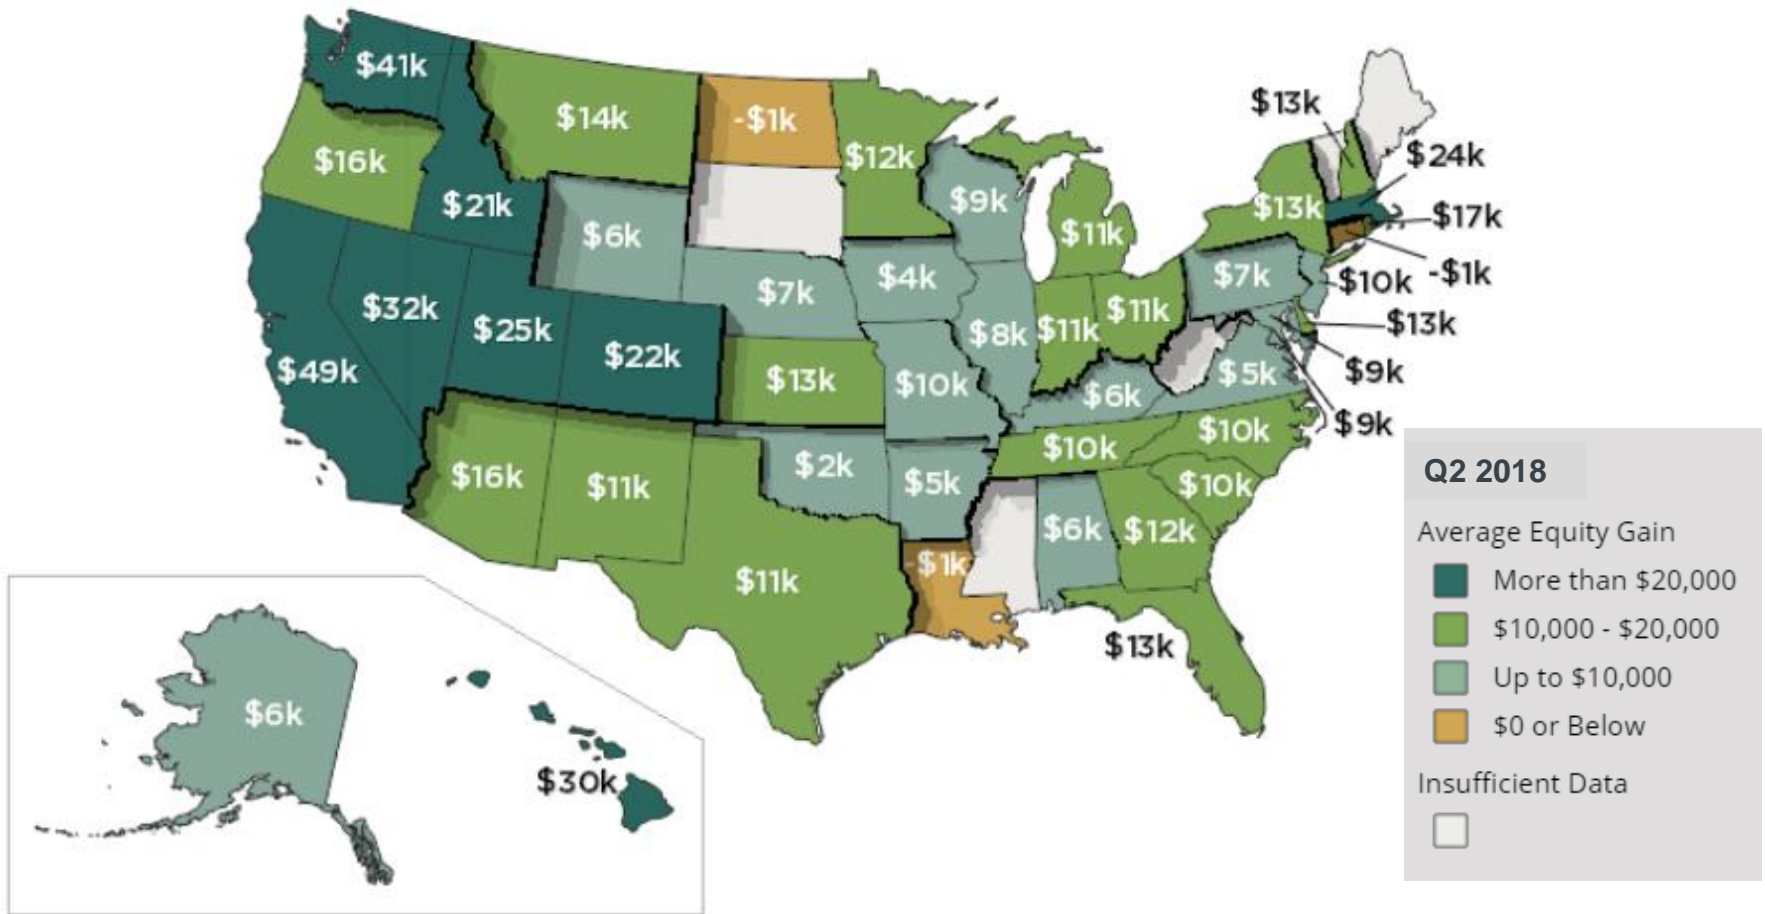 $41k
$14k
-$1k
$12k
$13k
$24k
$16k
$21k
$6k
$9k
$11k
$13k
$17k
-$1k
$10k
$7k
$4k
$7k
$32k
$25k
$22k
$49k
$13k
$10k
$8k
$11k
$11k
$13k
$9k
$9k
$5k
$6k
$10k
$10k
$10k
$16k
$11k
$2k
$5k
$6k
$12k
-$1k
$11k
$13k
$6k
$30k
Q2 2018
Average Equity Gain
More than $20,000
$10,000 - $20,000
Up to $10,000
$0 or Below
Insufficient Data